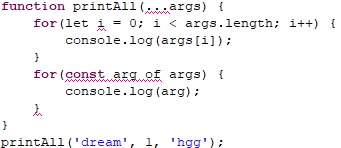 function printAll(...args) {
    for(let i = 0; i < args.length; i++) {
        console.log(args[i]);
    }
    for(const arg of args) {
        console.log(arg);
    }
}
printAll('dream', 1, 'hgg');